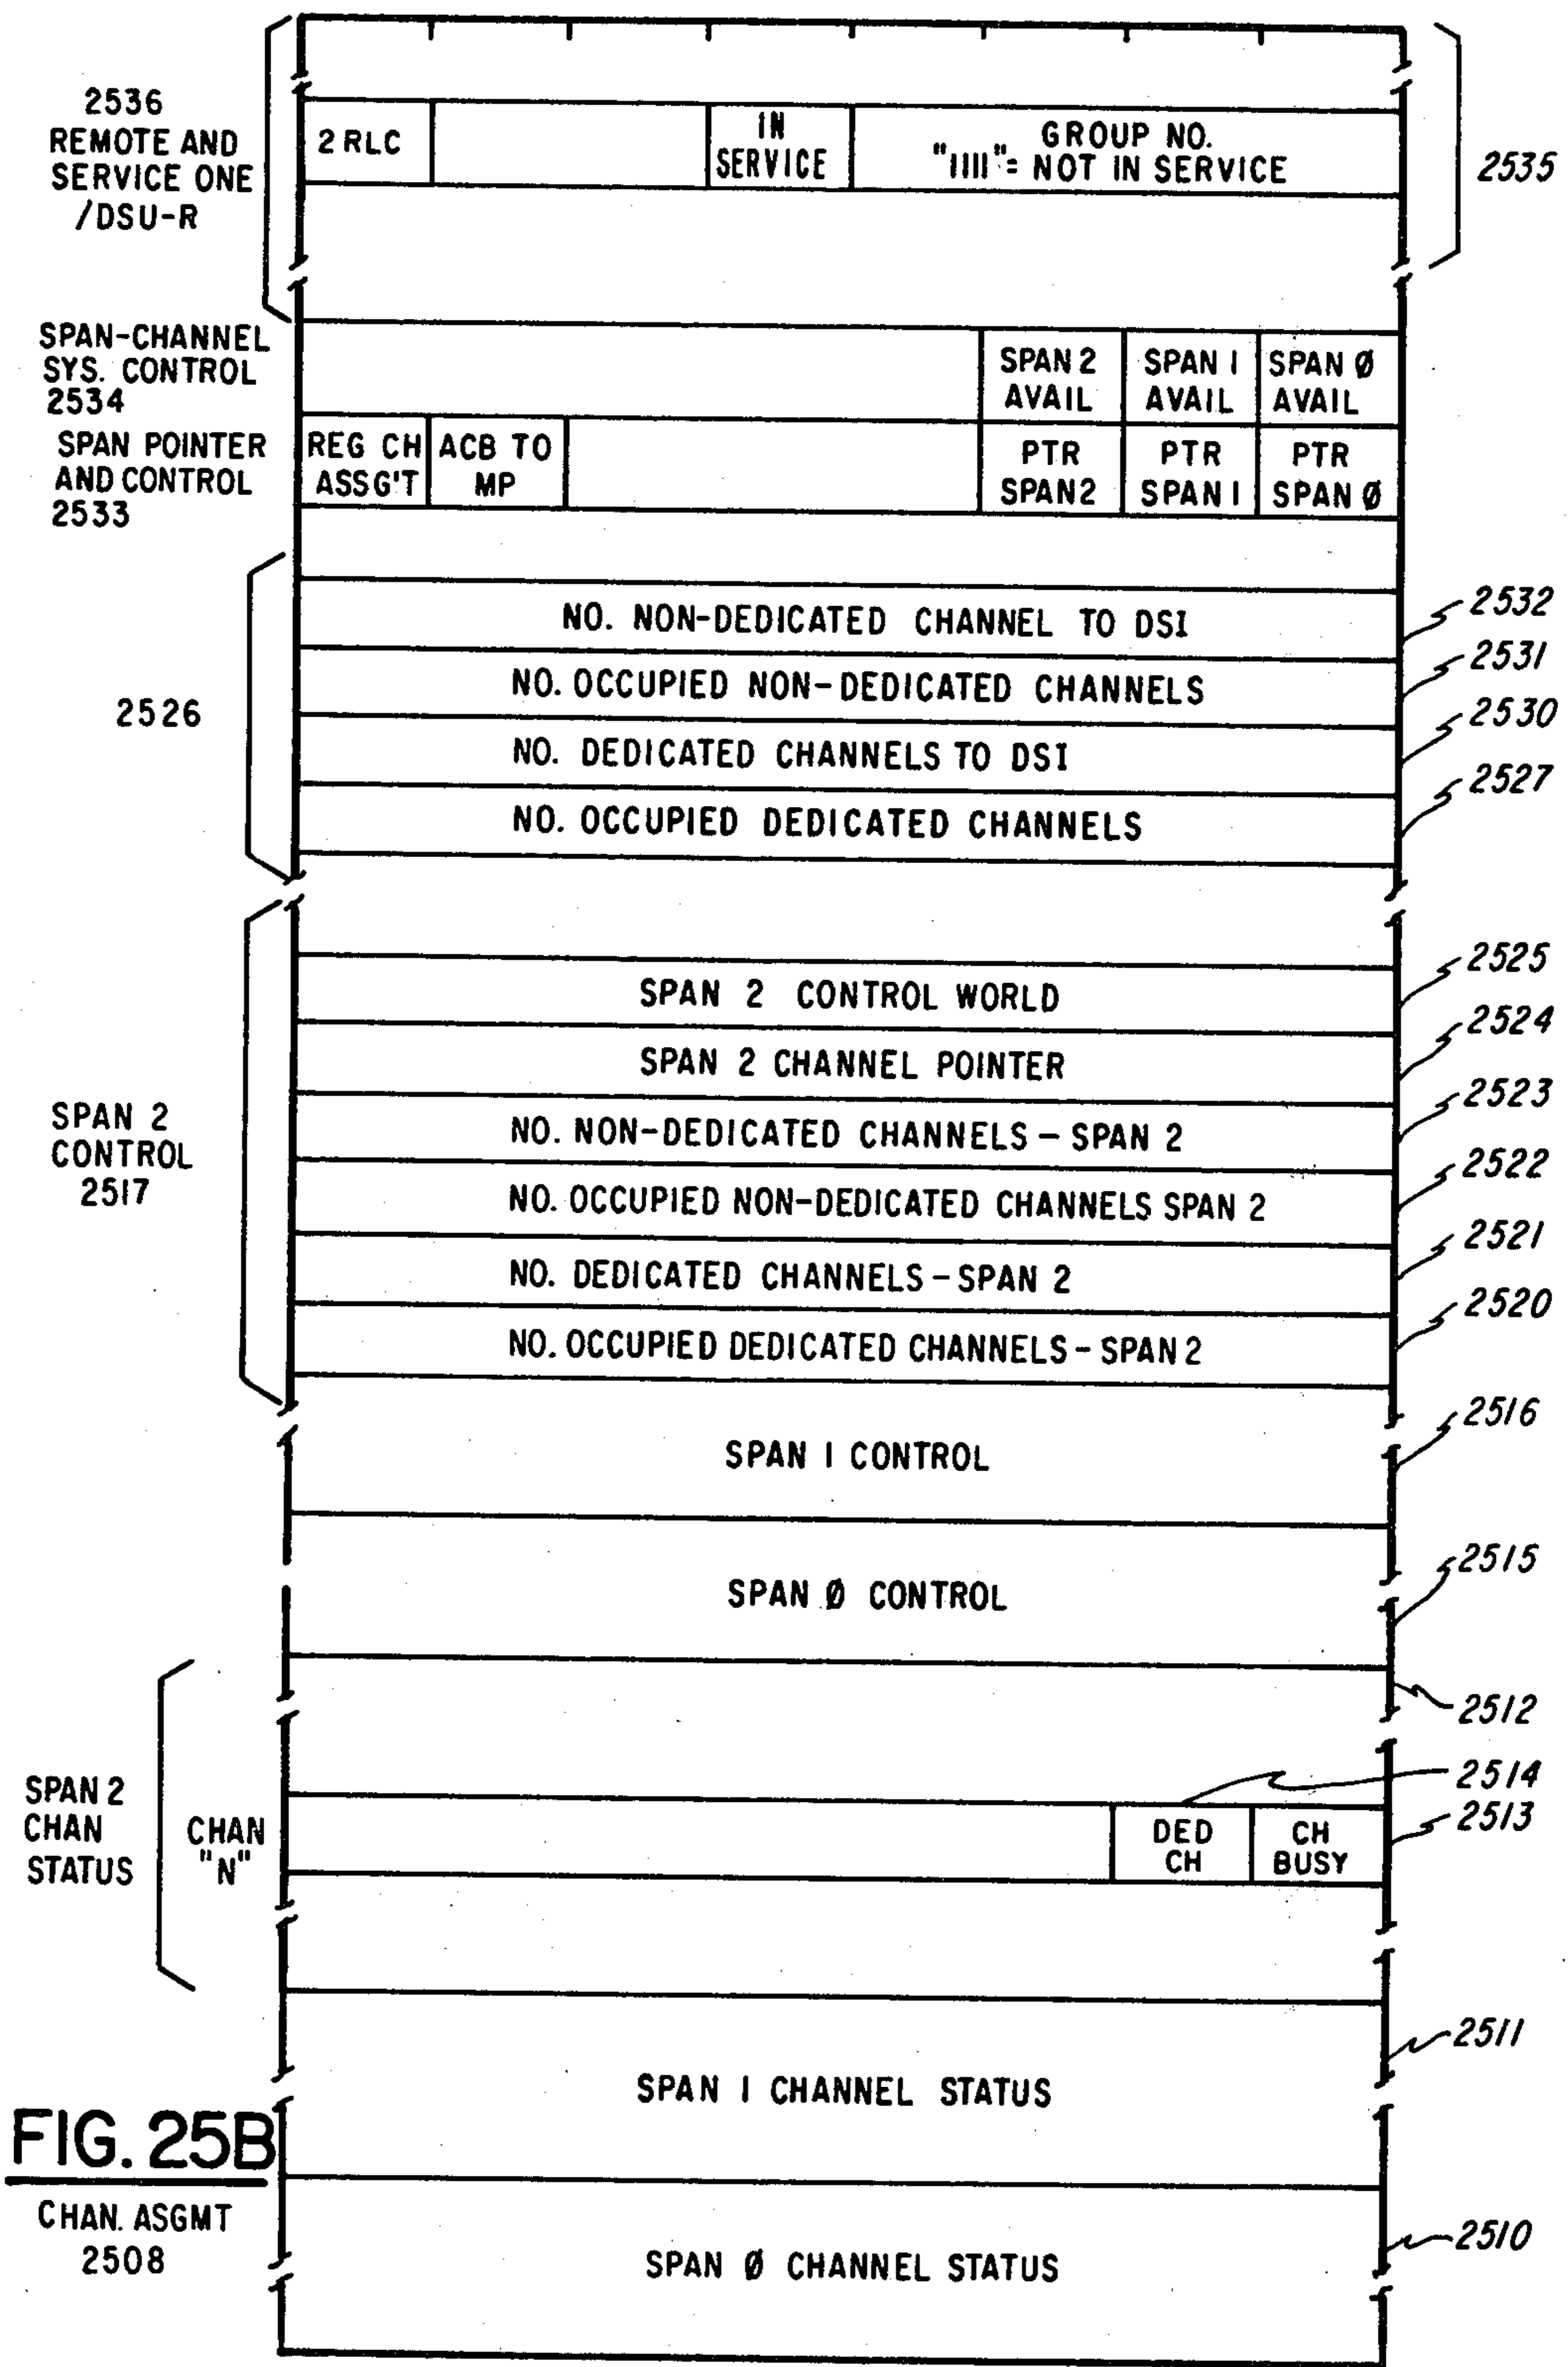 2536
REMOTE AND
SERVICE ONE
/DSU-R
2 RLC
IN
SERVICE
GROUP NO.
"1111"= NOT IN SERVICE
2535
SPAN-CHANNEL
SYS. CONTROL
2534
SPAN 2
AVAIL
SPAN 1
AVAIL
SPAN Ø
AVAIL
SPAN POINTER
AND CONTROL
2533
REG CH
ASSG'T
ACB TO
MP
PTR
SPAN2
PTR
SPAN1
PTR
SPAN Ø
2526
NO. NON-DEDICATED CHANNEL TO DSI
2532
NO. OCCUPIED NON-DEDICATED CHANNELS
2531
NO. DEDICATED CHANNELS TO DSI
2530
NO. OCCUPIED DEDICATED CHANNELS
2527
SPAN 2
CONTROL
2517
SPAN 2 CONTROL WORLD
2525
SPAN 2 CHANNEL POINTER
2524
NO. NON-DEDICATED CHANNELS - SPAN 2
2523
NO. OCCUPIED NON-DEDICATED CHANNELS SPAN 2
2522
NO. DEDICATED CHANNELS - SPAN 2
2521
NO. OCCUPIED DEDICATED CHANNELS - SPAN 2
2520
SPAN 1 CONTROL
2516
SPAN Ø CONTROL
2515
2512
SPAN 2
CHAN
STATUS
CHAN
"N"
DED
CH
CH
BUSY
2514
2513
SPAN 1 CHANNEL STATUS
2511
FIG. 25B
CHAN. ASGMT
2508
SPAN Ø CHANNEL STATUS
2510